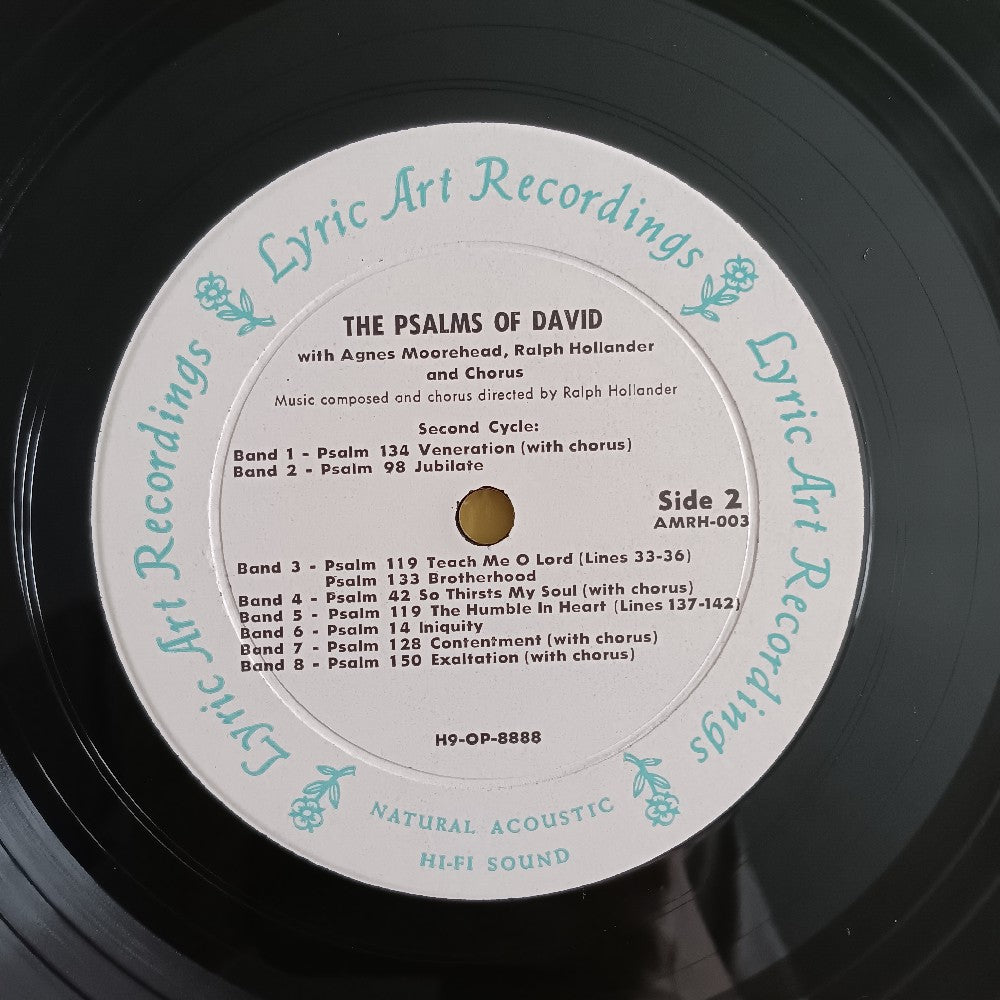 Lyric Art Recordings
Lyric Art Recordings
Lyric Art Recordings
THE PSALMS OF DAVID
with Agnes Moorehead, Ralph Hollander
and Chorus
Music composed and chorus directed by Ralph Hollander
Second Cycle:
Band 1 - Psalm 134 Veneration (with chorus)
Band 2 - Psalm 98 Jubilate
Side 2
AMRH-003
Band 3 - Psalm 119 Teach Me O Lord (Lines 33-36)
Psalm 133 Brotherhood
Band 4 - Psalm 42 So Thirsts My Soul (with chorus)
Band 5 - Psalm 119 The Humble In Heart (Lines 137-142)
Band 6 - Psalm 14 Iniquity
Band 7 - Psalm 128 Contentment (with chorus)
Band 8 - Psalm 150 Exaltation (with chorus)
H9-OP-8888
NATURAL ACOUSTIC
HI-FI SOUND